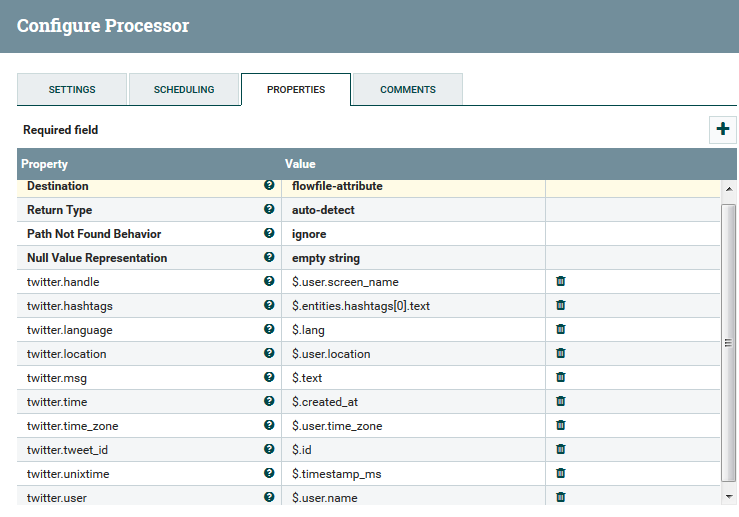 Configure Processor
SETTINGS SCHEDULING PROPERTIES COMMENTS
Required field
Property Value
Destination flowfile-attribute
Return Type auto-detect
Path Not Found Behavior ignore
Null Value Representation empty string
twitter.handle $.user.screen_name
twitter.hashtags $.entities.hashtags[0].text
twitter.language $.lang
twitter.location $.user.location
twitter.msg $.text
twitter.time $.created_at
twitter.time_zone $.user.time_zone
twitter.tweet_id $.id
twitter.unixtime $.timestamp_ms
twitter.user $.user.name